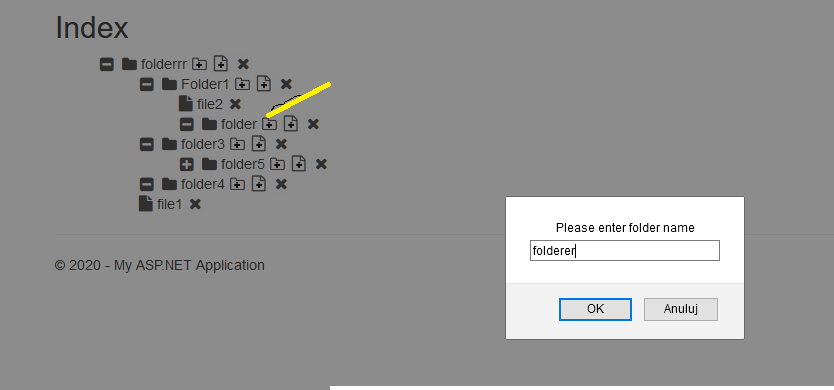 Index
folderrr
Folder1
file2
folder
folder3
folder5
folder4
file1
Please enter folder name
folderer
OK Anuluj
© 2020 - My ASP.NET Application